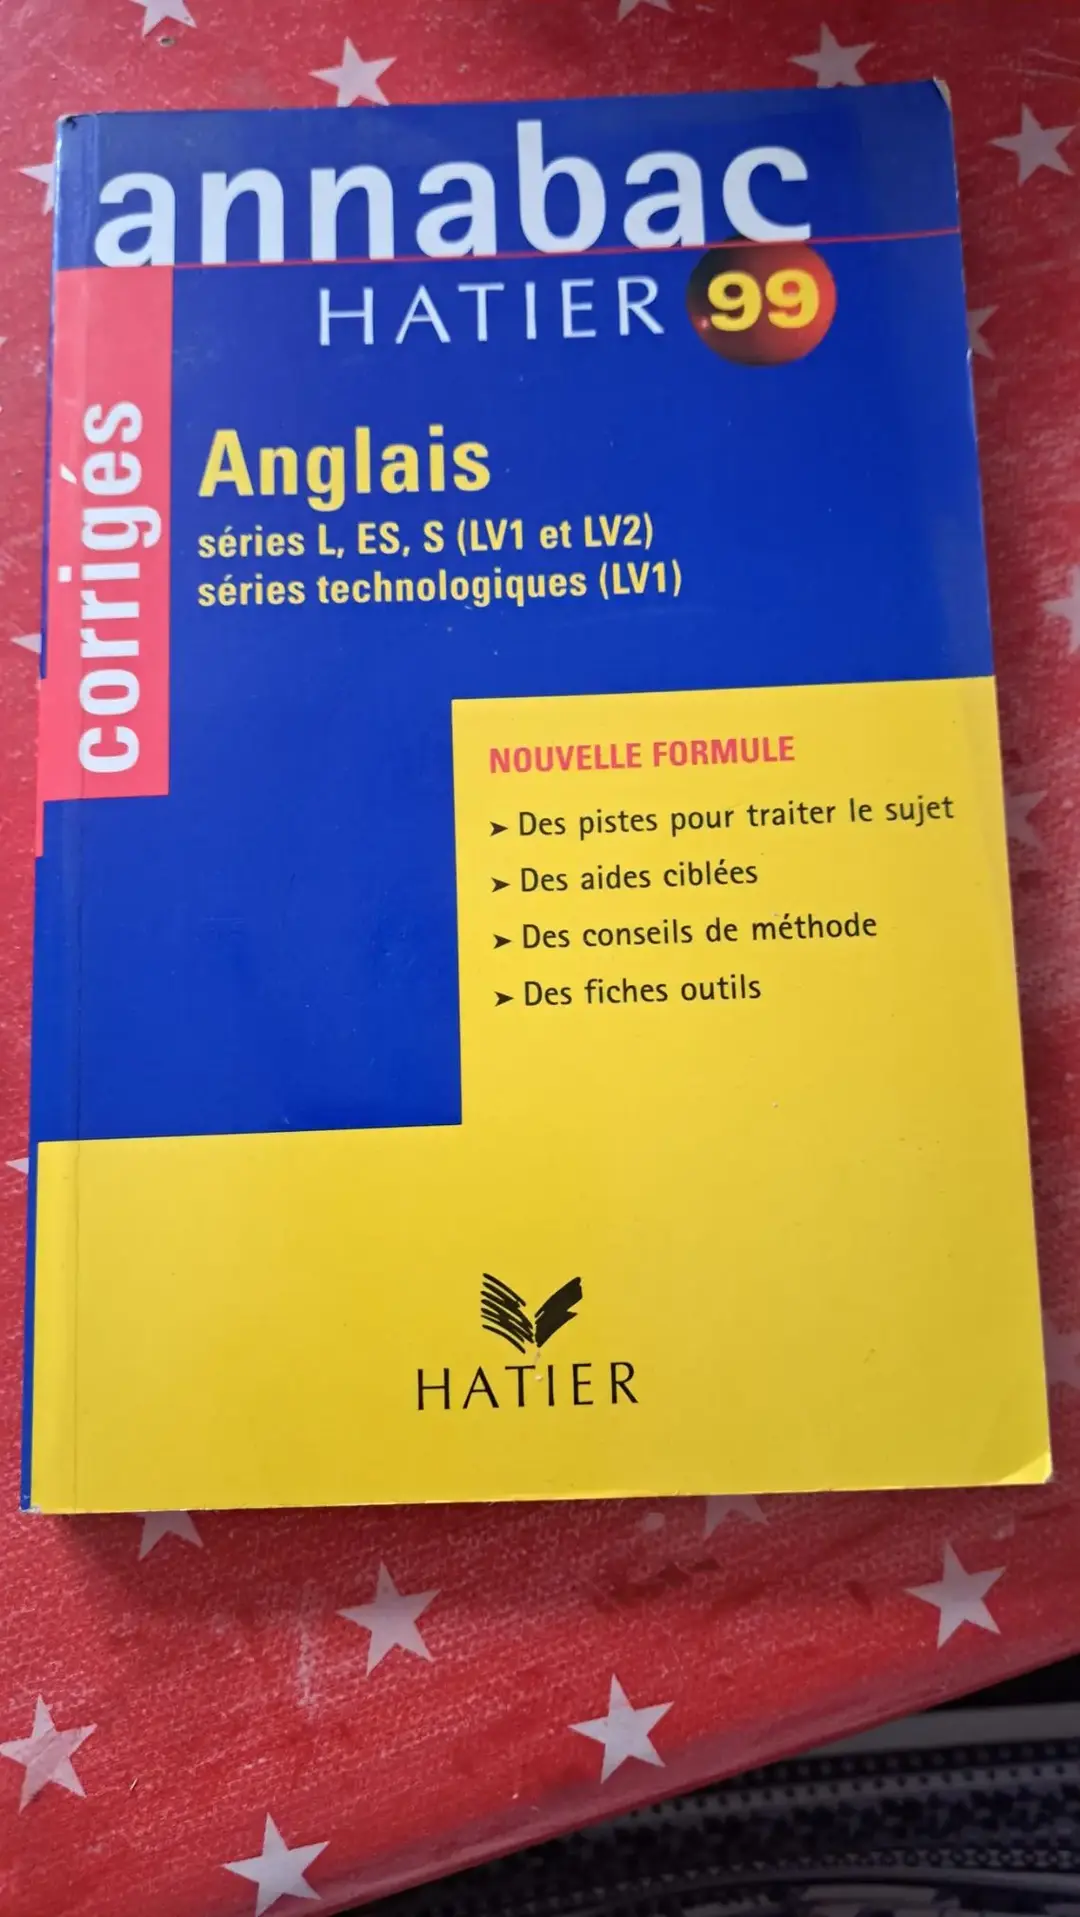 annabac
HATIER 99
corrigés
Anglais
séries L, ES, S (LV1 et LV2)
séries technologiques (LV1)
NOUVELLE FORMULE
➤ Des pistes pour traiter le sujet
➤ Des aides ciblées
➤ Des conseils de méthode
➤ Des fiches outils
HATIER